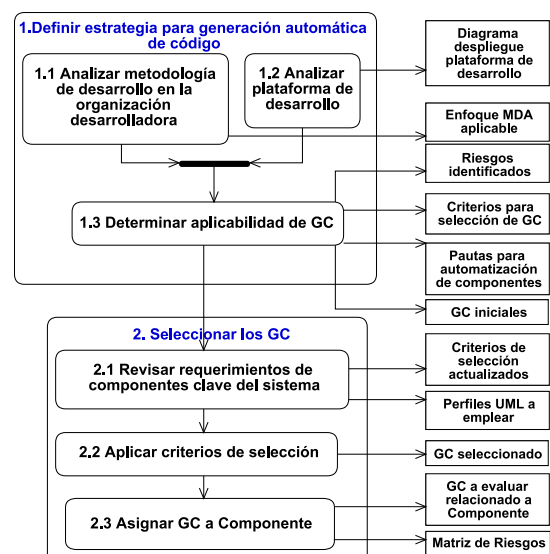 1.Definir estrategia para generación automática
de código
1.1 Analizar metodología
de desarrollo en la
organización
desarrolladora
1.2 Analizar
plataforma de
desarrollo
1.3 Determinar aplicabilidad de GC
Diagrama
despliegue
plataforma de
desarrollo
Enfoque MDA
aplicable
Riesgos
identificados
Criterios para
selección de GC
Pautas para
automatización
de componentes
GC iniciales
2. Seleccionar los GC
2.1 Revisar requerimientos de
componentes clave del sistema
2.2 Aplicar criterios de selección
2.3 Asignar GC a Componente
Criterios de
selección
actualizados
Perfiles UML a
emplear
GC seleccionado
GC a evaluar
relacionado a
Componente
Matriz de Riesgos